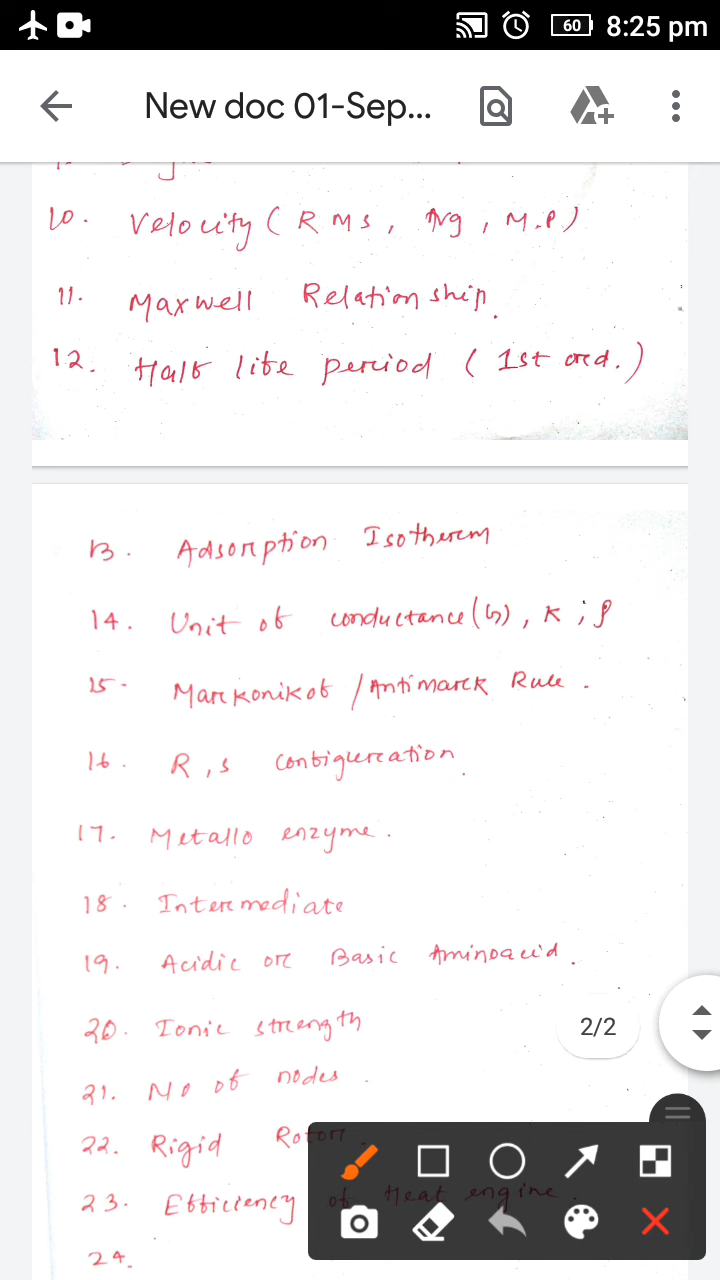 8:25 pm
60
New doc 01-Sep...
10. Velocity (RMS, Avg, M.P)
11. Maxwell Relationship.
12. Half life period (1st ord.)
13. Adsorption Isotherm
14. Unit of conductance(G), K ; ρ
15. Markonikof /Antimark Rule.
16. R,S Configuration.
17. Metallo enzyme.
18. Intermediate
19. Acidic or Basic Aminoacid.
20. Ionic strength
2/2
21. No of nodes.
22. Rigid Rotor
23. Efficiency of Heat engine.
24.